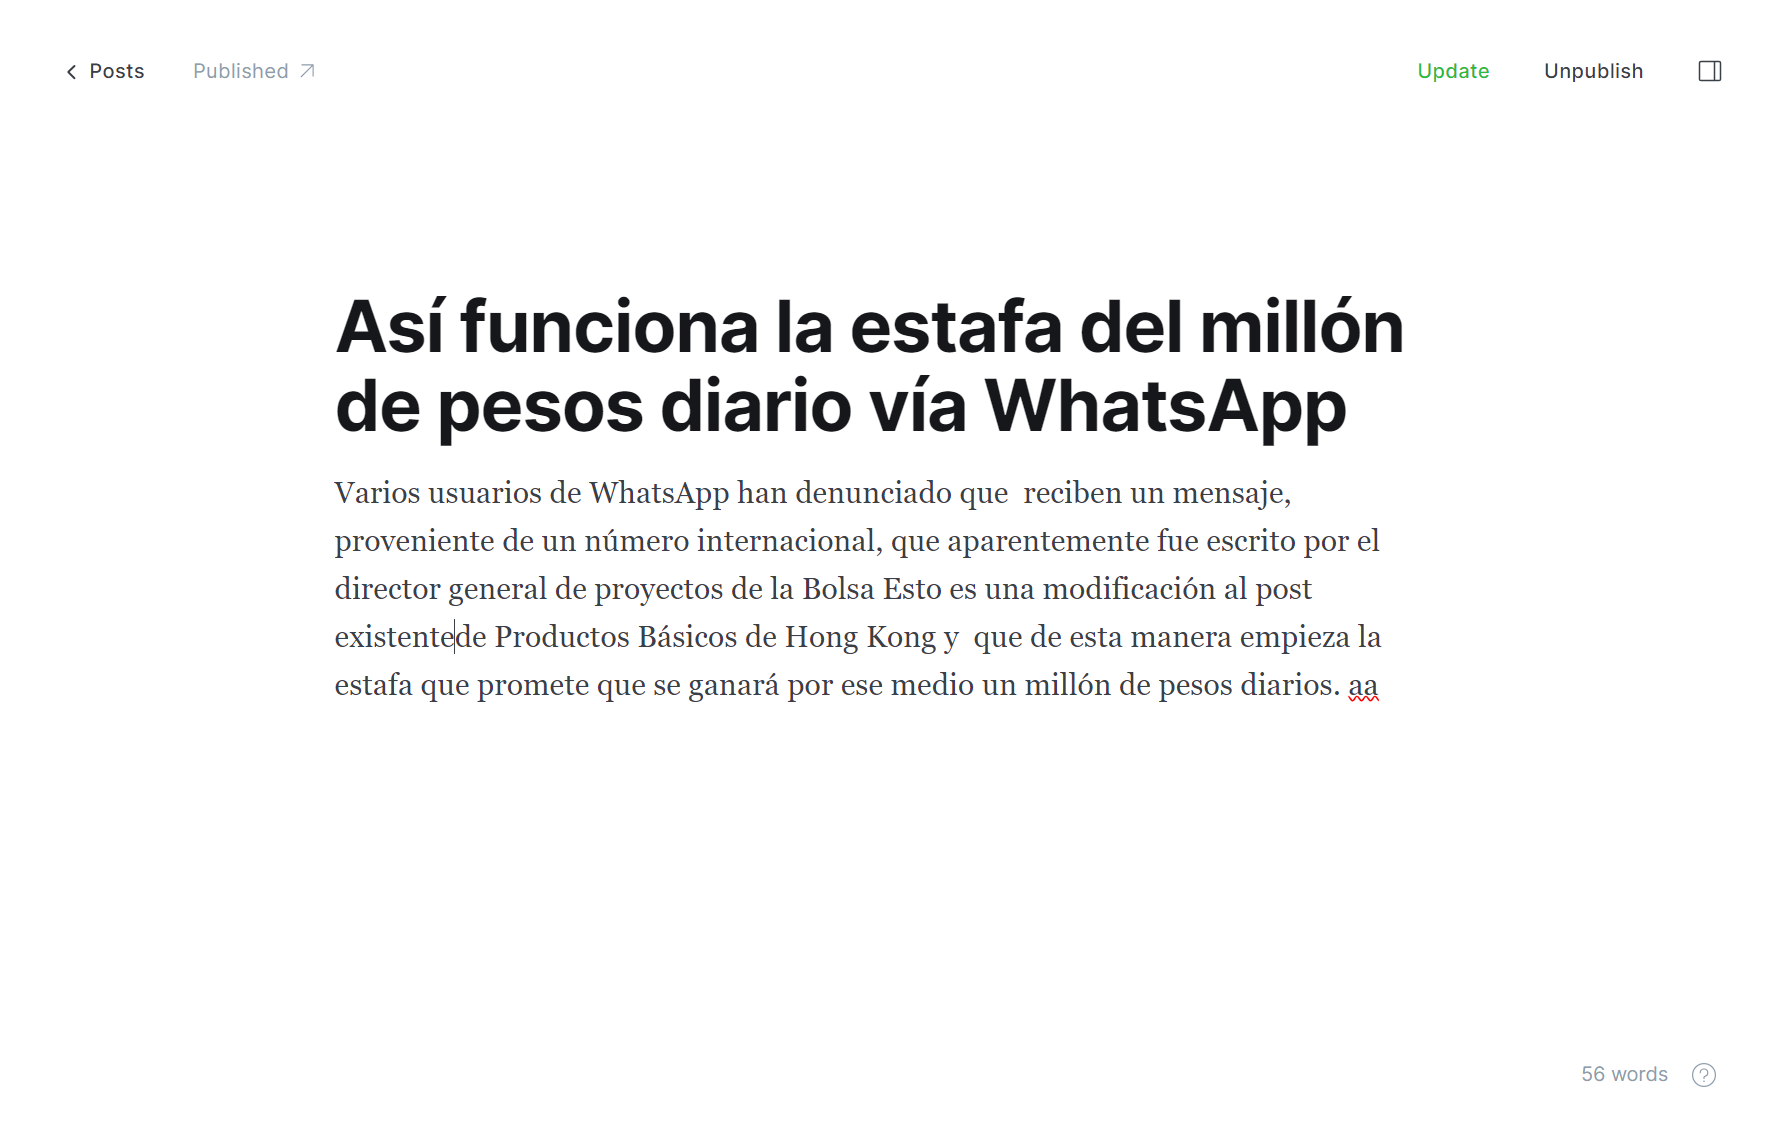 Posts
Published
Update
Unpublish
Así funciona la estafa del millón
de pesos diario vía WhatsApp
Varios usuarios de WhatsApp han denunciado que  reciben un mensaje,
proveniente de un número internacional, que aparentemente fue escrito por el
director general de proyectos de la Bolsa Esto es una modificación al post
existentede Productos Básicos de Hong Kong y  que de esta manera empieza la
estafa que promete que se ganará por ese medio un millón de pesos diarios. aa
56 words
?